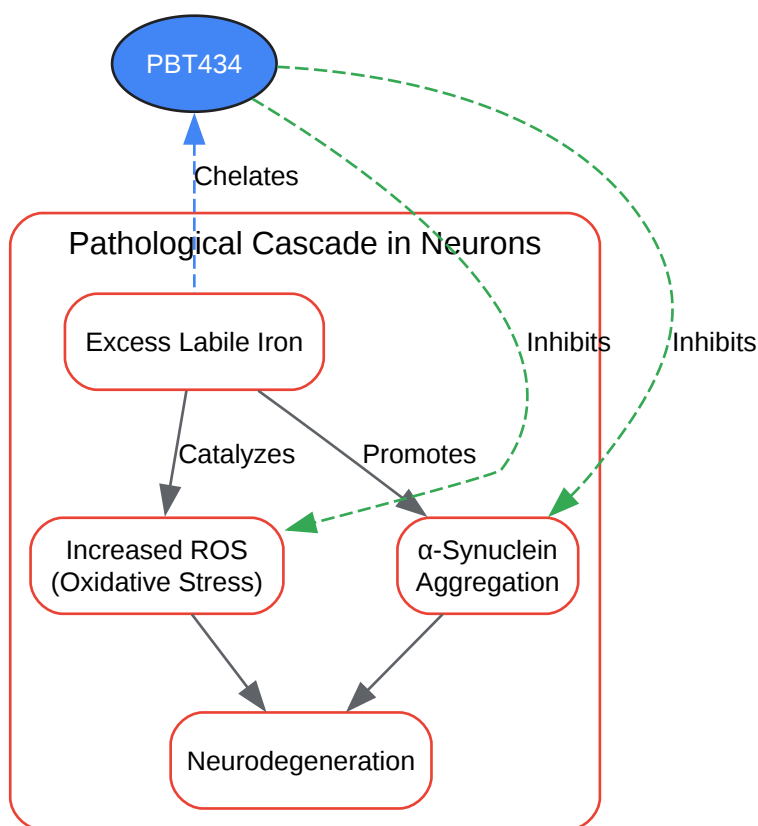 PBT434
Chelates
Pathological Cascade in Neurons
Excess Labile Iron
Inhibits
Inhibits
Catalyzes
Promotes
Increased ROS
(Oxidative Stress)
α-Synuclein
Aggregation
Neurodegeneration